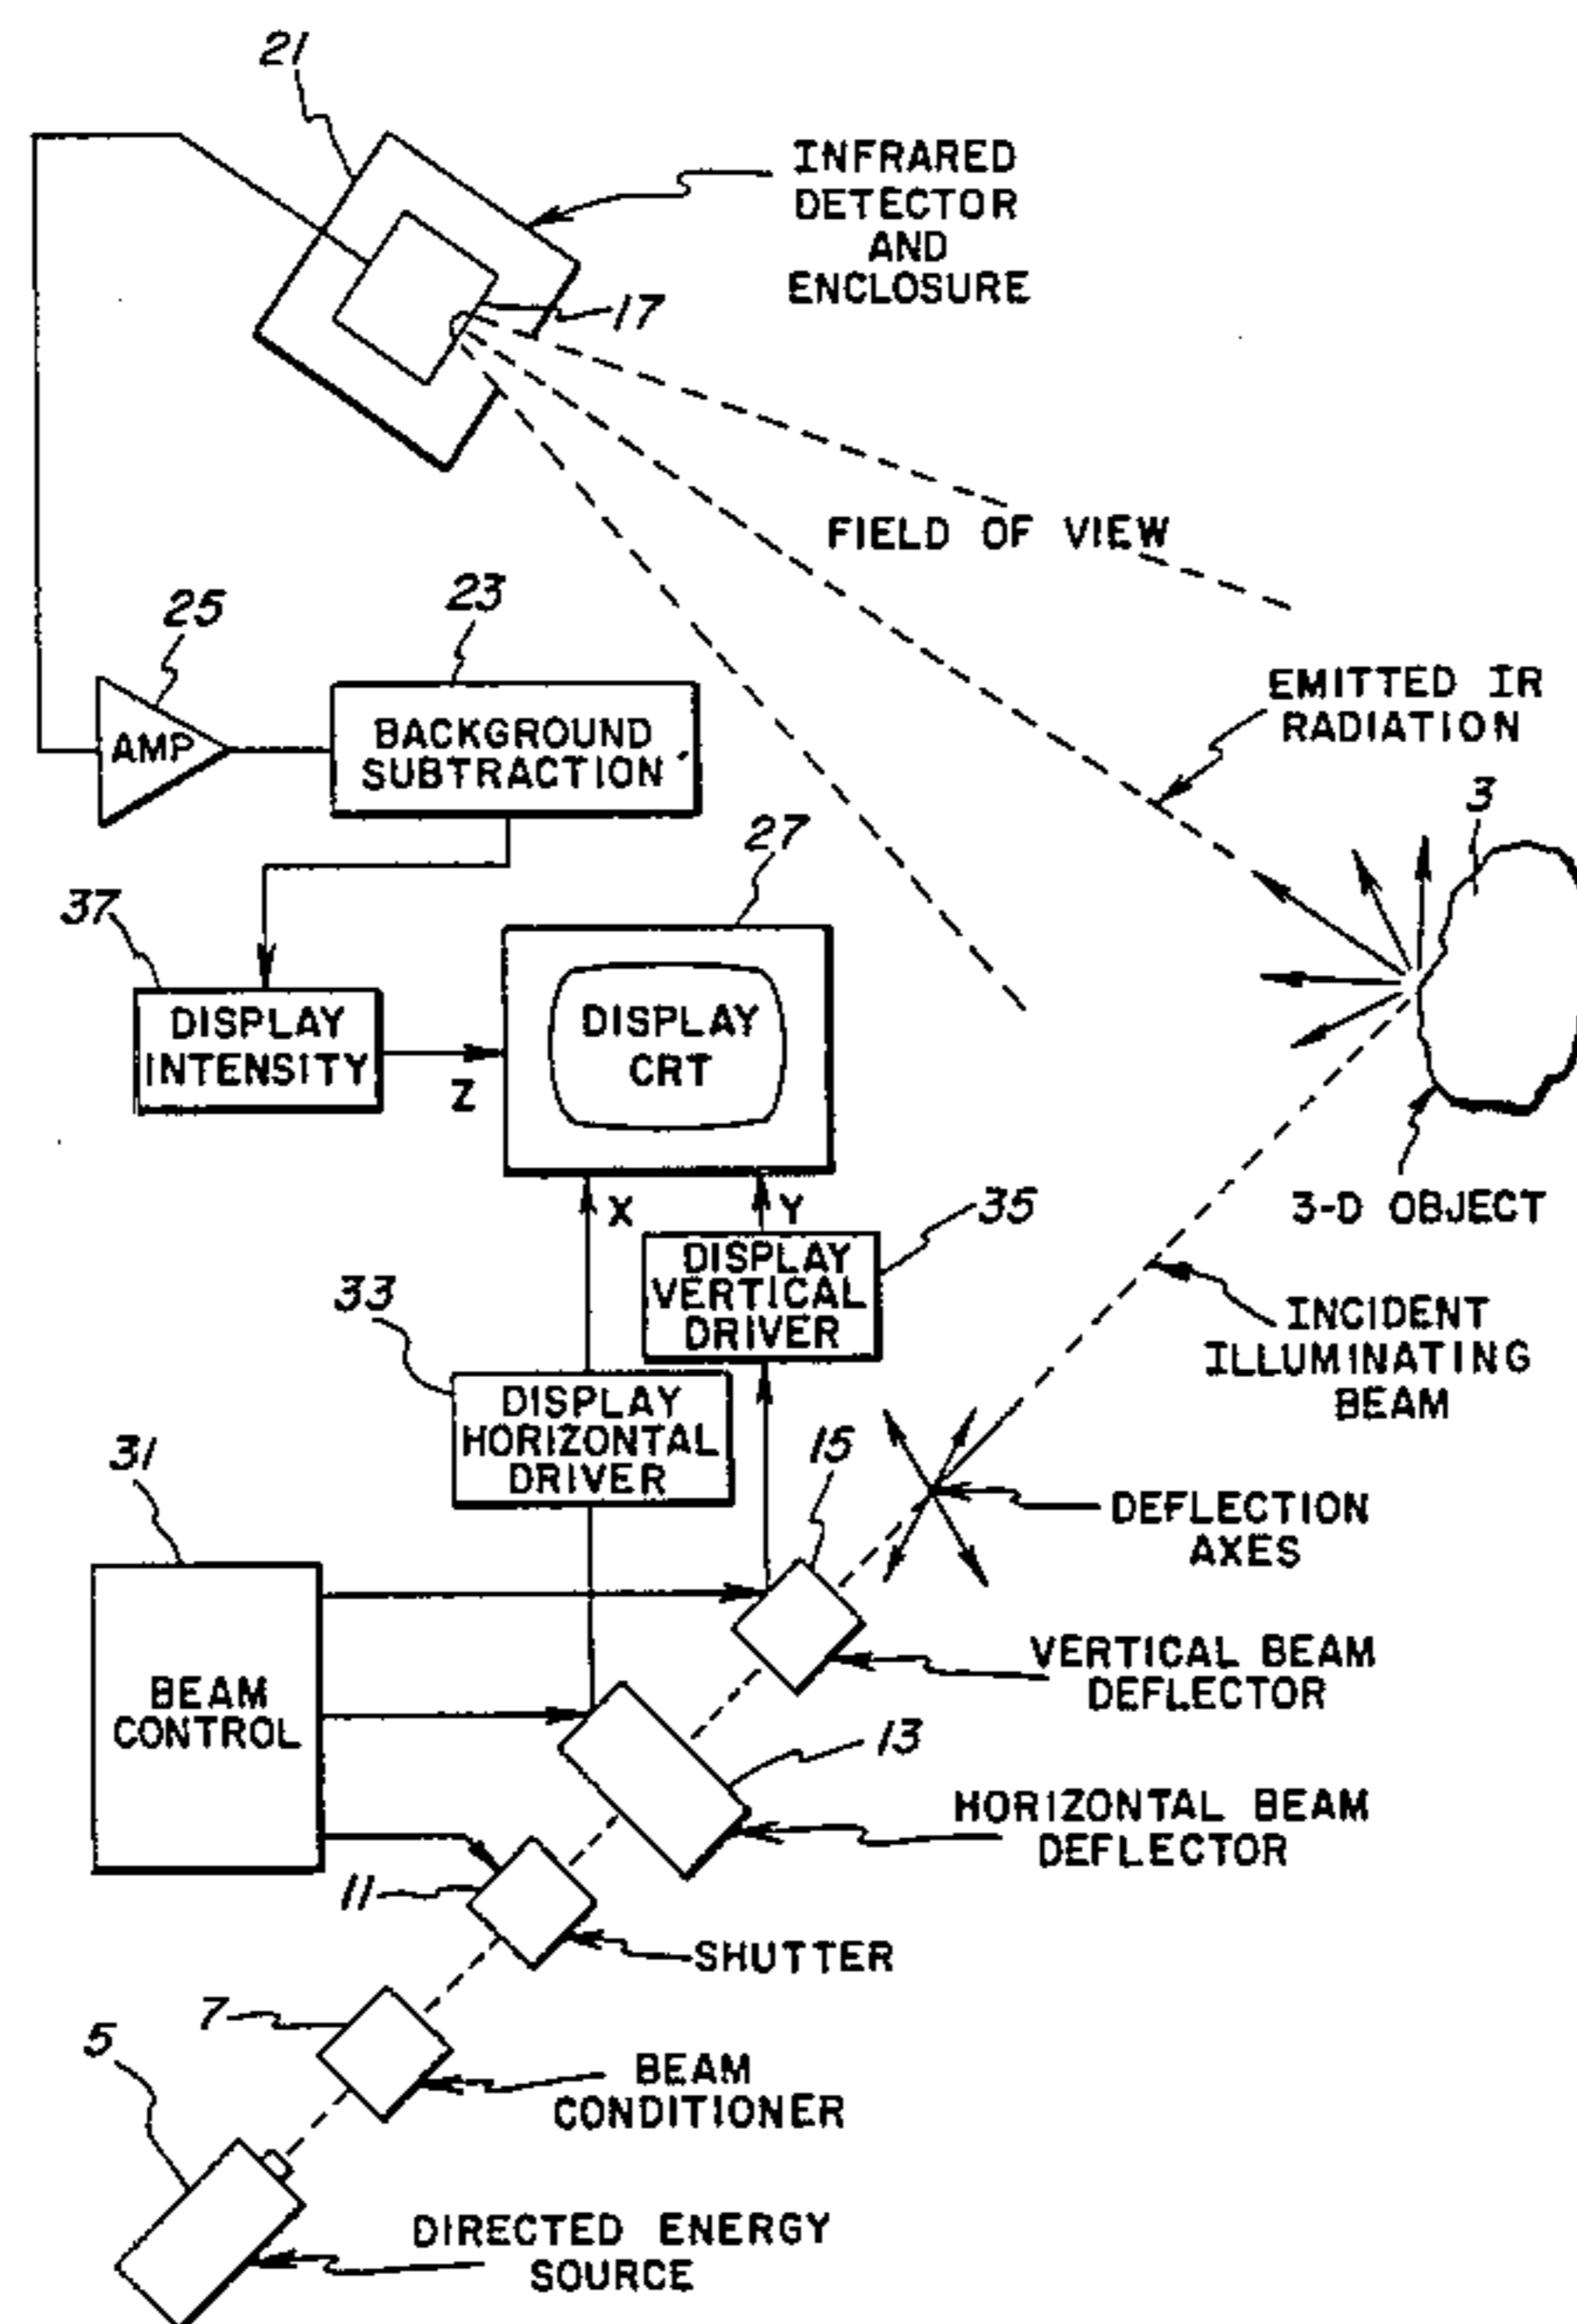 21
INFRARED
DETECTOR
AND
ENCLOSURE
17
FIELD OF VIEW
25
23
AMP
BACKGROUND
SUBTRACTION
EMITTED IR
RADIATION
3
27
37
DISPLAY
INTENSITY
Z
DISPLAY
CRT
X
Y
35
3-D OBJECT
DISPLAY
VERTICAL
DRIVER
33
INCIDENT
ILLUMINATING
BEAM
DISPLAY
HORIZONTAL
DRIVER
31
15
DEFLECTION
AXES
BEAM
CONTROL
VERTICAL BEAM
DEFLECTOR
13
HORIZONTAL BEAM
DEFLECTOR
11
SHUTTER
7
5
BEAM
CONDITIONER
DIRECTED ENERGY
SOURCE